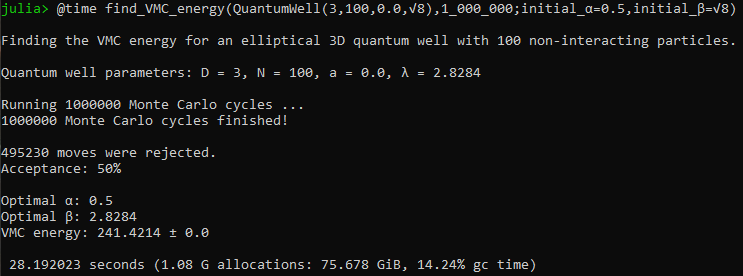 julia> @time find_VMC_energy(QuantumWell(3,100,0.0,√8),1_000_000;initial_α=0.5,initial_β=√8)
Finding the VMC energy for an elliptical 3D quantum well with 100 non-interacting particles.
Quantum well parameters: D = 3, N = 100, a = 0.0, λ = 2.8284
Running 1000000 Monte Carlo cycles ...
1000000 Monte Carlo cycles finished!
495230 moves were rejected.
Acceptance: 50%
Optimal α: 0.5
Optimal β: 2.8284
VMC energy: 241.4214 ± 0.0
28.192023 seconds (1.08 G allocations: 75.678 GiB, 14.24% gc time)